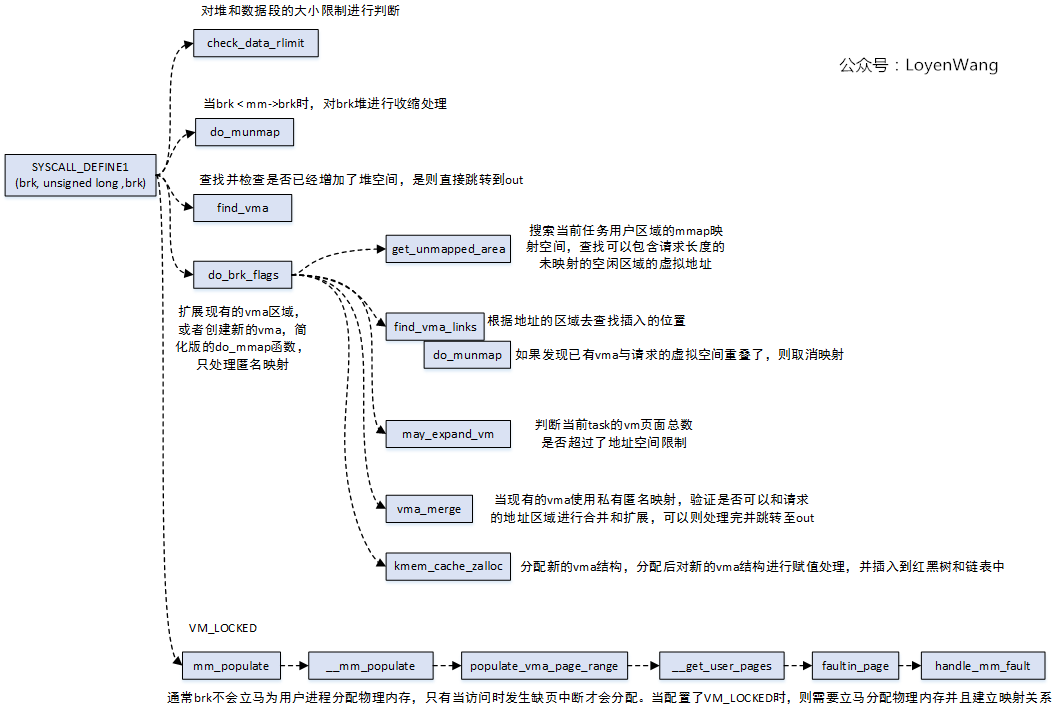 对堆和数据段的大小限制进行判断
check_data_rlimit
公众号：LoyenWang
当brk < mm->brk时，对brk堆进行收缩处理
do_munmap
SYSCALL_DEFINE1
(brk, unsigned long ,brk)
查找并检查是否已经增加了堆空间，是则直接跳转到out
find_vma
do_brk_flags
扩展现有的vma区域，
或者创建新的vma，简
化版的do_mmap函数，
只处理匿名映射
get_unmapped_area
搜索当前任务用户区域的mmap映
射空间，查找可以包含请求长度的
未映射的空闲区域的虚拟地址
find_vma_links
根据地址的区域去查找插入的位置
do_munmap
如果发现已有vma与请求的虚拟空间重叠了，则取消映射
may_expand_vm
判断当前task的vm页面总数
是否超过了地址空间限制
vma_merge
当现有的vma使用私有匿名映射，验证是否可以和请求
的地址区域进行合并和扩展，可以则处理完并跳转至out
kmem_cache_zalloc
分配新的vma结构，分配后对新的vma结构进行赋值处理，并插入到红黑树和链表中
VM_LOCKED
mm_populate
__mm_populate
populate_vma_page_range
__get_user_pages
faultin_page
handle_mm_fault
通常brk不会立马为用户进程分配物理内存，只有当访问时发生缺页中断才会分配。当配置了VM_LOCKED时，则需要立马分配物理内存并且建立映射关系